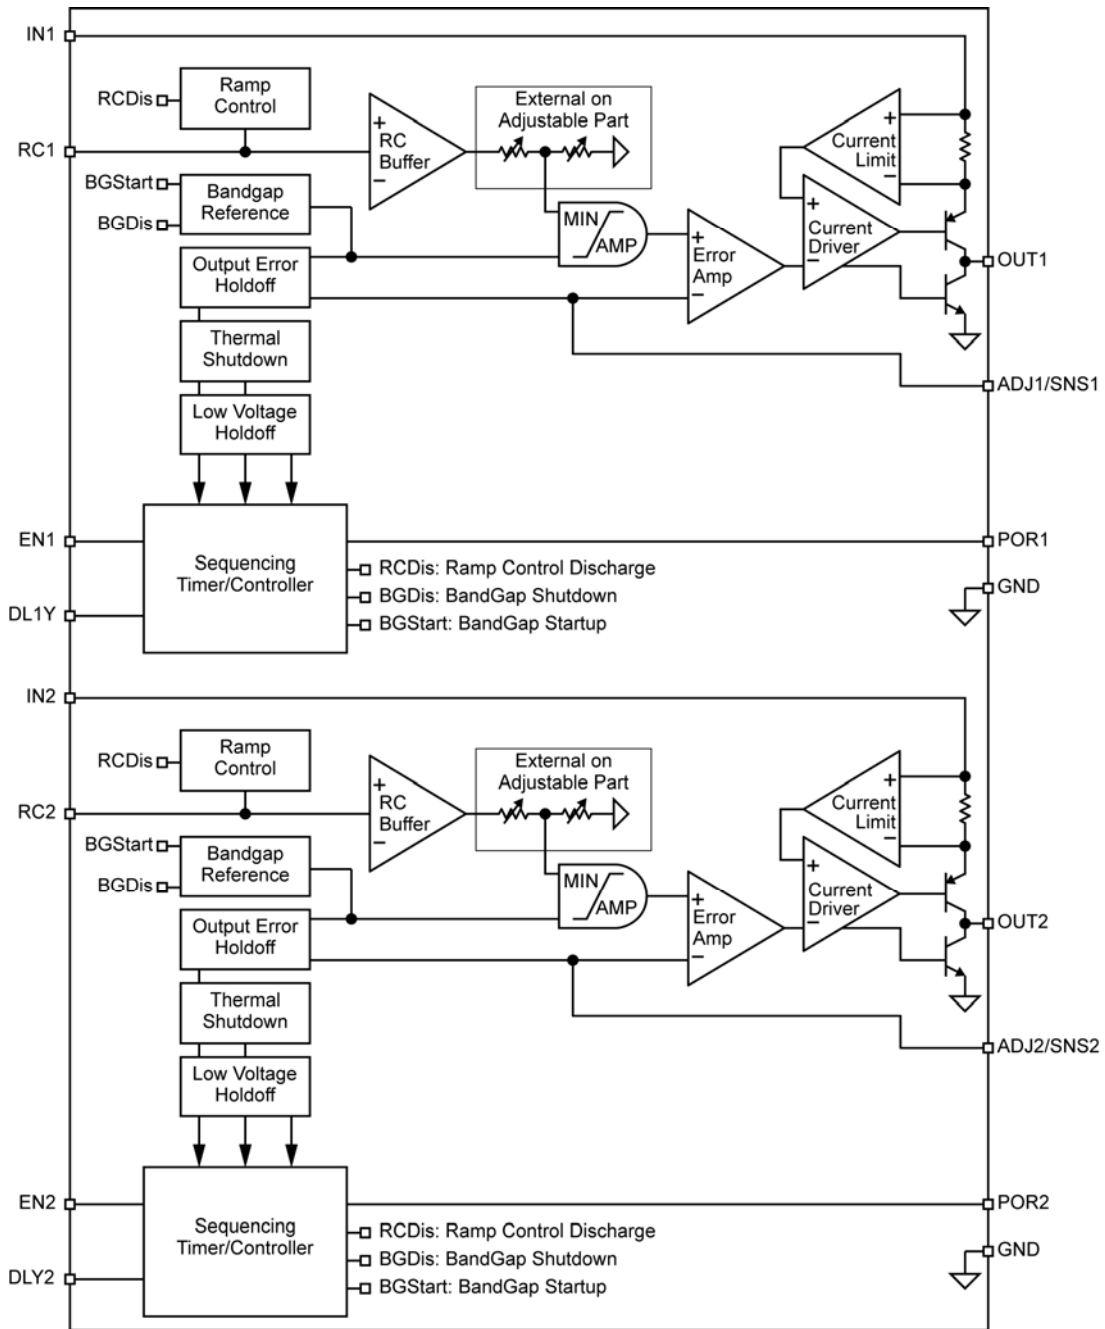 IN1
RCDis
Ramp
Control
RC1
+
RC
Buffer
−
External on
Adjustable Part
+
Current
Limit
−
BGStart
BGDis
Bandgap
Reference
MIN
AMP
+
Error
Amp
−
+
Current
Driver
−
OUT1
Output Error
Holdoff
Thermal
Shutdown
Low Voltage
Holdoff
ADJ1/SNS1
EN1
DL1Y
Sequencing
Timer/Controller
RCDis: Ramp Control Discharge
BGDis: BandGap Shutdown
BGStart: BandGap Startup
POR1
GND
IN2
RCDis
Ramp
Control
RC2
+
RC
Buffer
−
External on
Adjustable Part
+
Current
Limit
−
BGStart
BGDis
Bandgap
Reference
MIN
AMP
+
Error
Amp
−
+
Current
Driver
−
OUT2
Output Error
Holdoff
Thermal
Shutdown
Low Voltage
Holdoff
ADJ2/SNS2
EN2
DLY2
Sequencing
Timer/Controller
RCDis: Ramp Control Discharge
BGDis: BandGap Shutdown
BGStart: BandGap Startup
POR2
GND